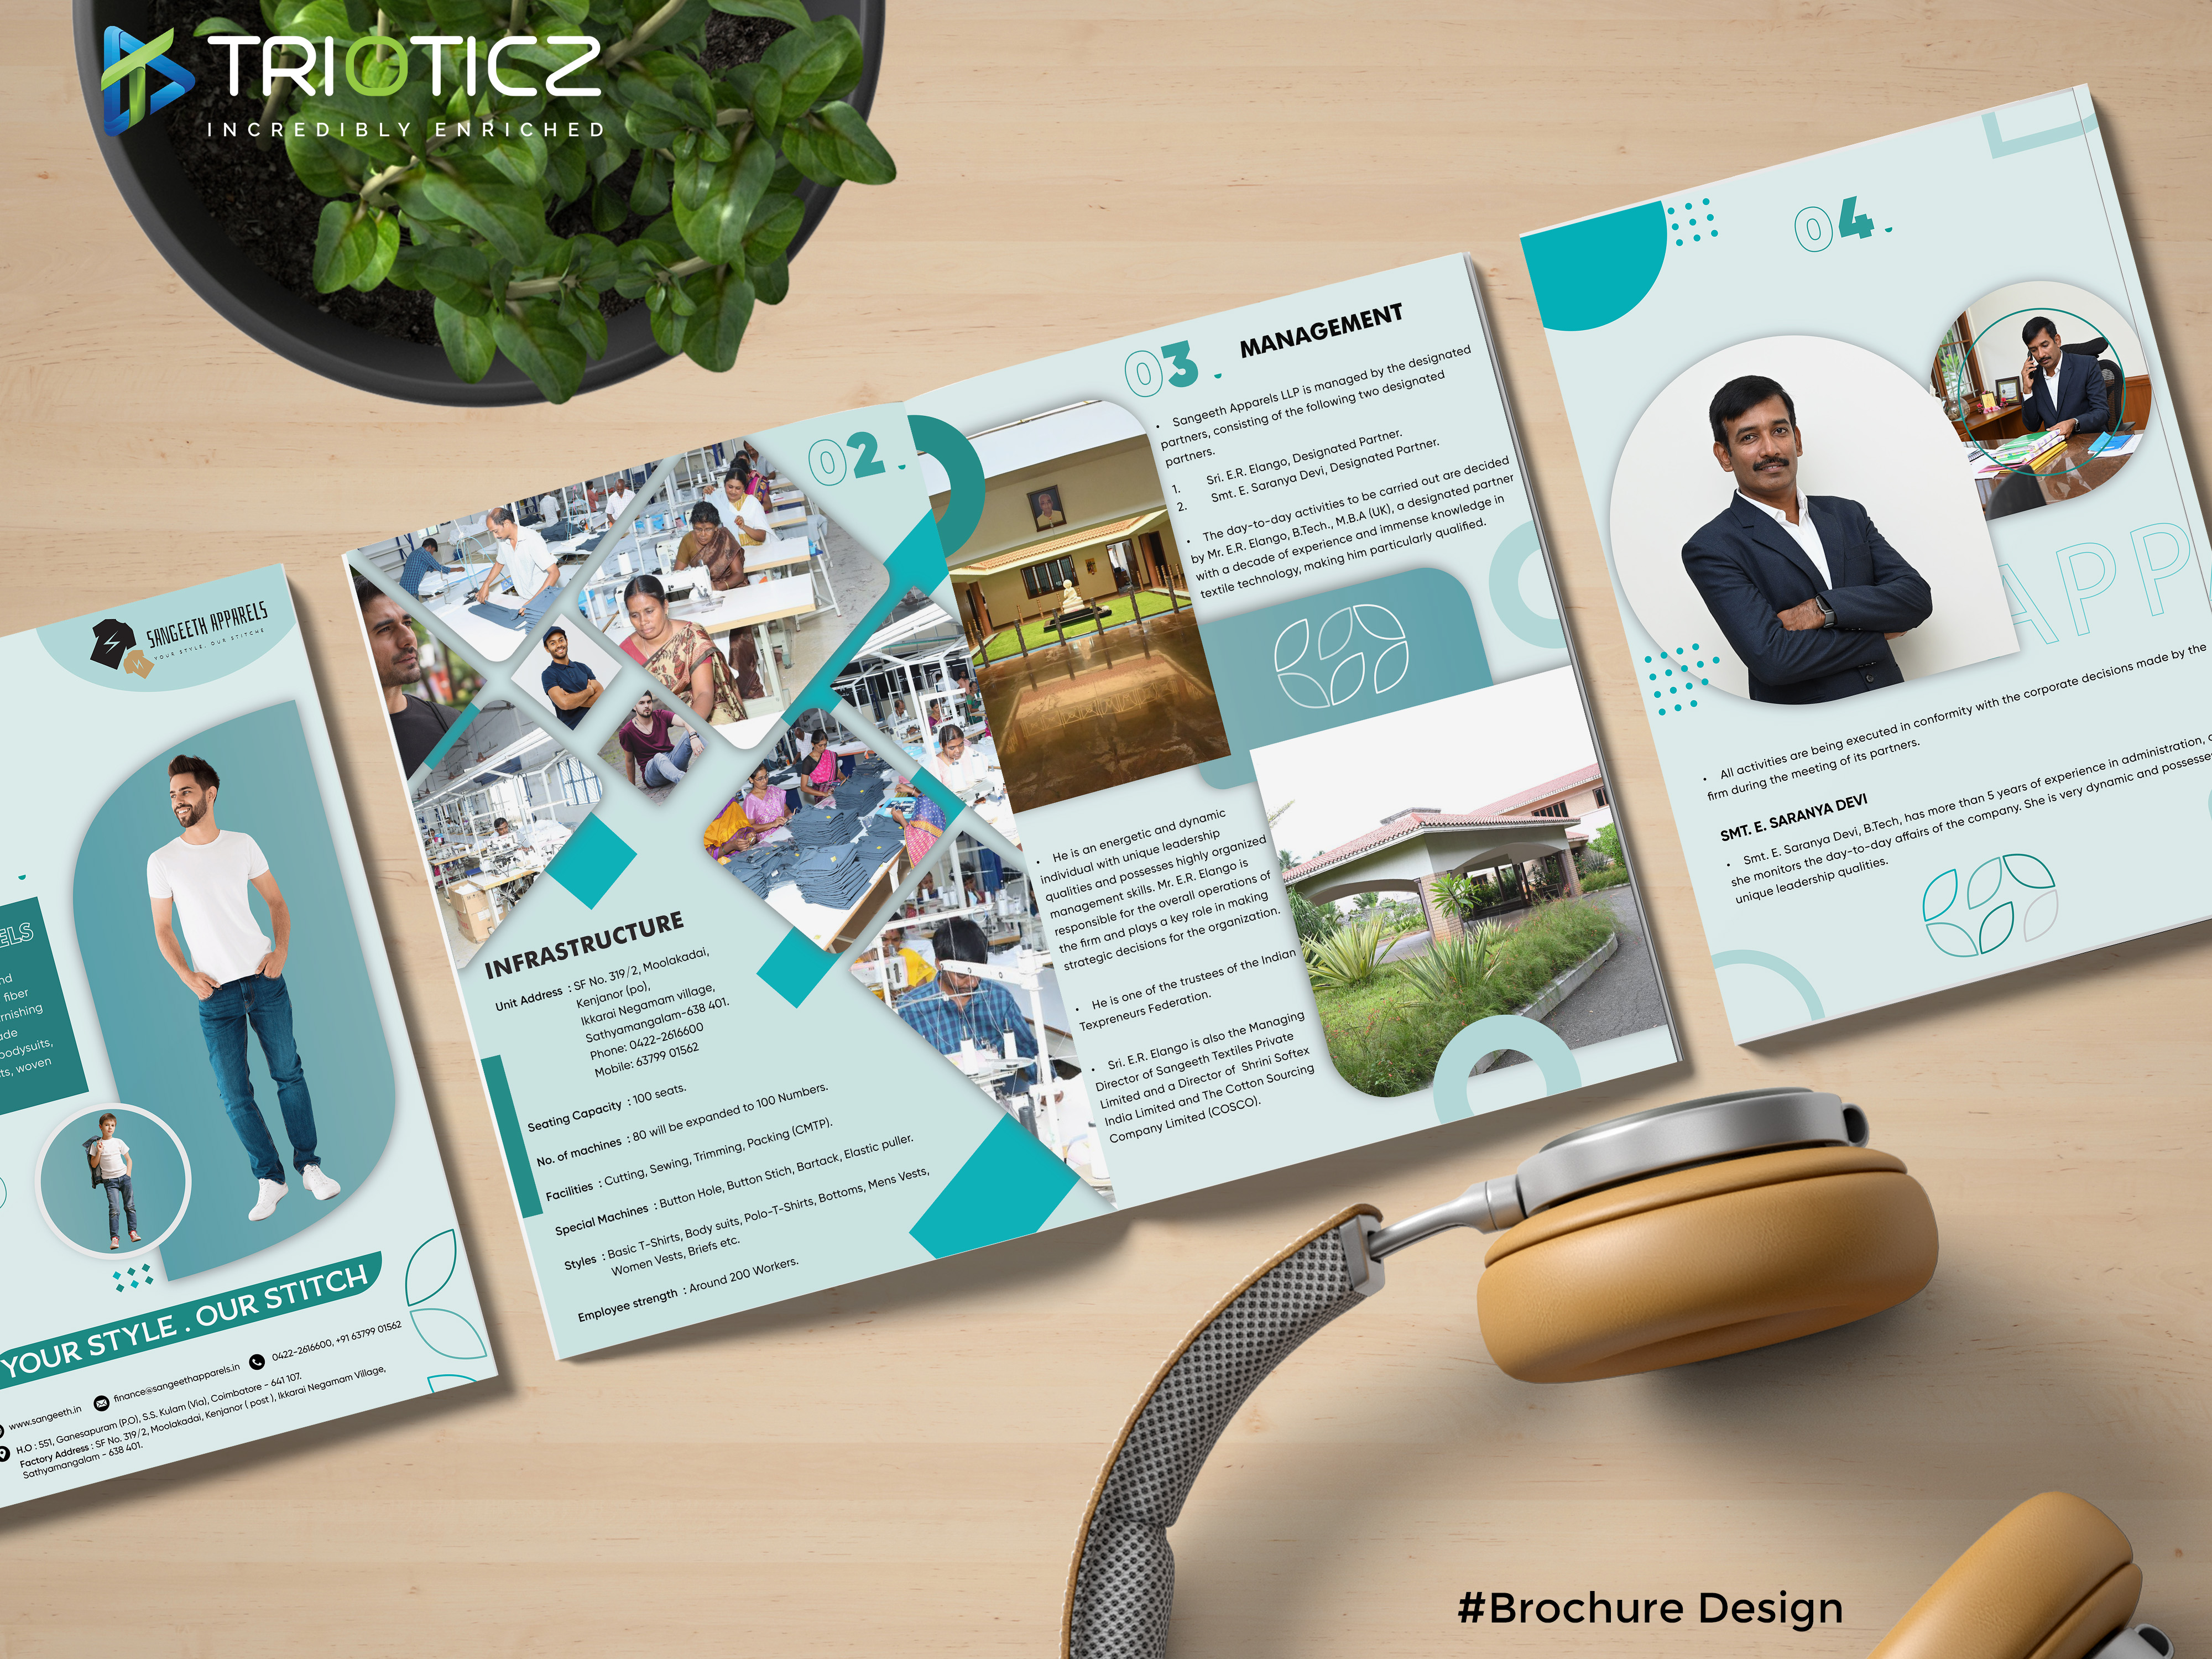 TRIOTICZ
INCREDIBLY ENRICHED
SANGEETH APPARELS
YOUR STYLE, OUR STITCHE
ELS
nd
fiber
rnishing
ade
bodysuits,
ts, woven
YOUR STYLE . OUR STITCH
www.sangeeth.in
finance@sangeethapparels.in
0422-2616600, +91 63799 01562
H.O : 551, Ganesapuram (P.O), S.S. Kulam (Via), Coimbatore - 641 107.
Factory Address : SF No. 319/2, Moolakadai, Kenjanor ( post ), Ikkarai Negamam Village,
Sathyamangalam - 638 401.
02.
INFRASTRUCTURE
Unit Address : SF No. 319/2, Moolakadai,
Kenjanor (po),
Ikkarai Negamam village,
Sathyamangalam-638 401.
Phone: 0422-2616600
Mobile: 63799 01562
Seating Capacity : 100 seats.
No. of machines : 80 will be expanded to 100 Numbers.
Facilities : Cutting, Sewing, Trimming, Packing (CMTP).
Special Machines : Button Hole, Button Stich, Bartack, Elastic puller.
Styles : Basic T-Shirts, Body suits, Polo-T-Shirts, Bottoms, Mens Vests,
Women Vests, Briefs etc.
Employee strength : Around 200 Workers.
03. MANAGEMENT
• Sangeeth Apparels LLP is managed by the designated
partners, consisting of the following two designated
partners.
1. Sri. E.R. Elango, Designated Partner.
2. Smt. E. Saranya Devi, Designated Partner.
• The day-to-day activities to be carried out are decided
by Mr. E.R. Elango, B.Tech., M.B.A (UK), a designated partner
with a decade of experience and immense knowledge in
textile technology, making him particularly qualified.
• He is an energetic and dynamic
individual with unique leadership
qualities and possesses highly organized
management skills. Mr. E.R. Elango is
responsible for the overall operations of
the firm and plays a key role in making
strategic decisions for the organization.
• He is one of the trustees of the Indian
Texpreneurs Federation.
• Sri. E.R. Elango is also the Managing
Director of Sangeeth Textiles Private
Limited and a Director of Shrini Softex
India Limited and The Cotton Sourcing
Company Limited (COSCO).
04.
APP
• All activities are being executed in conformity with the corporate decisions made by the
firm during the meeting of its partners.
SMT. E. SARANYA DEVI
• Smt. E. Saranya Devi, B.Tech, has more than 5 years of experience in administration,
she monitors the day-to-day affairs of the company. She is very dynamic and possesse
unique leadership qualities.
#Brochure Design